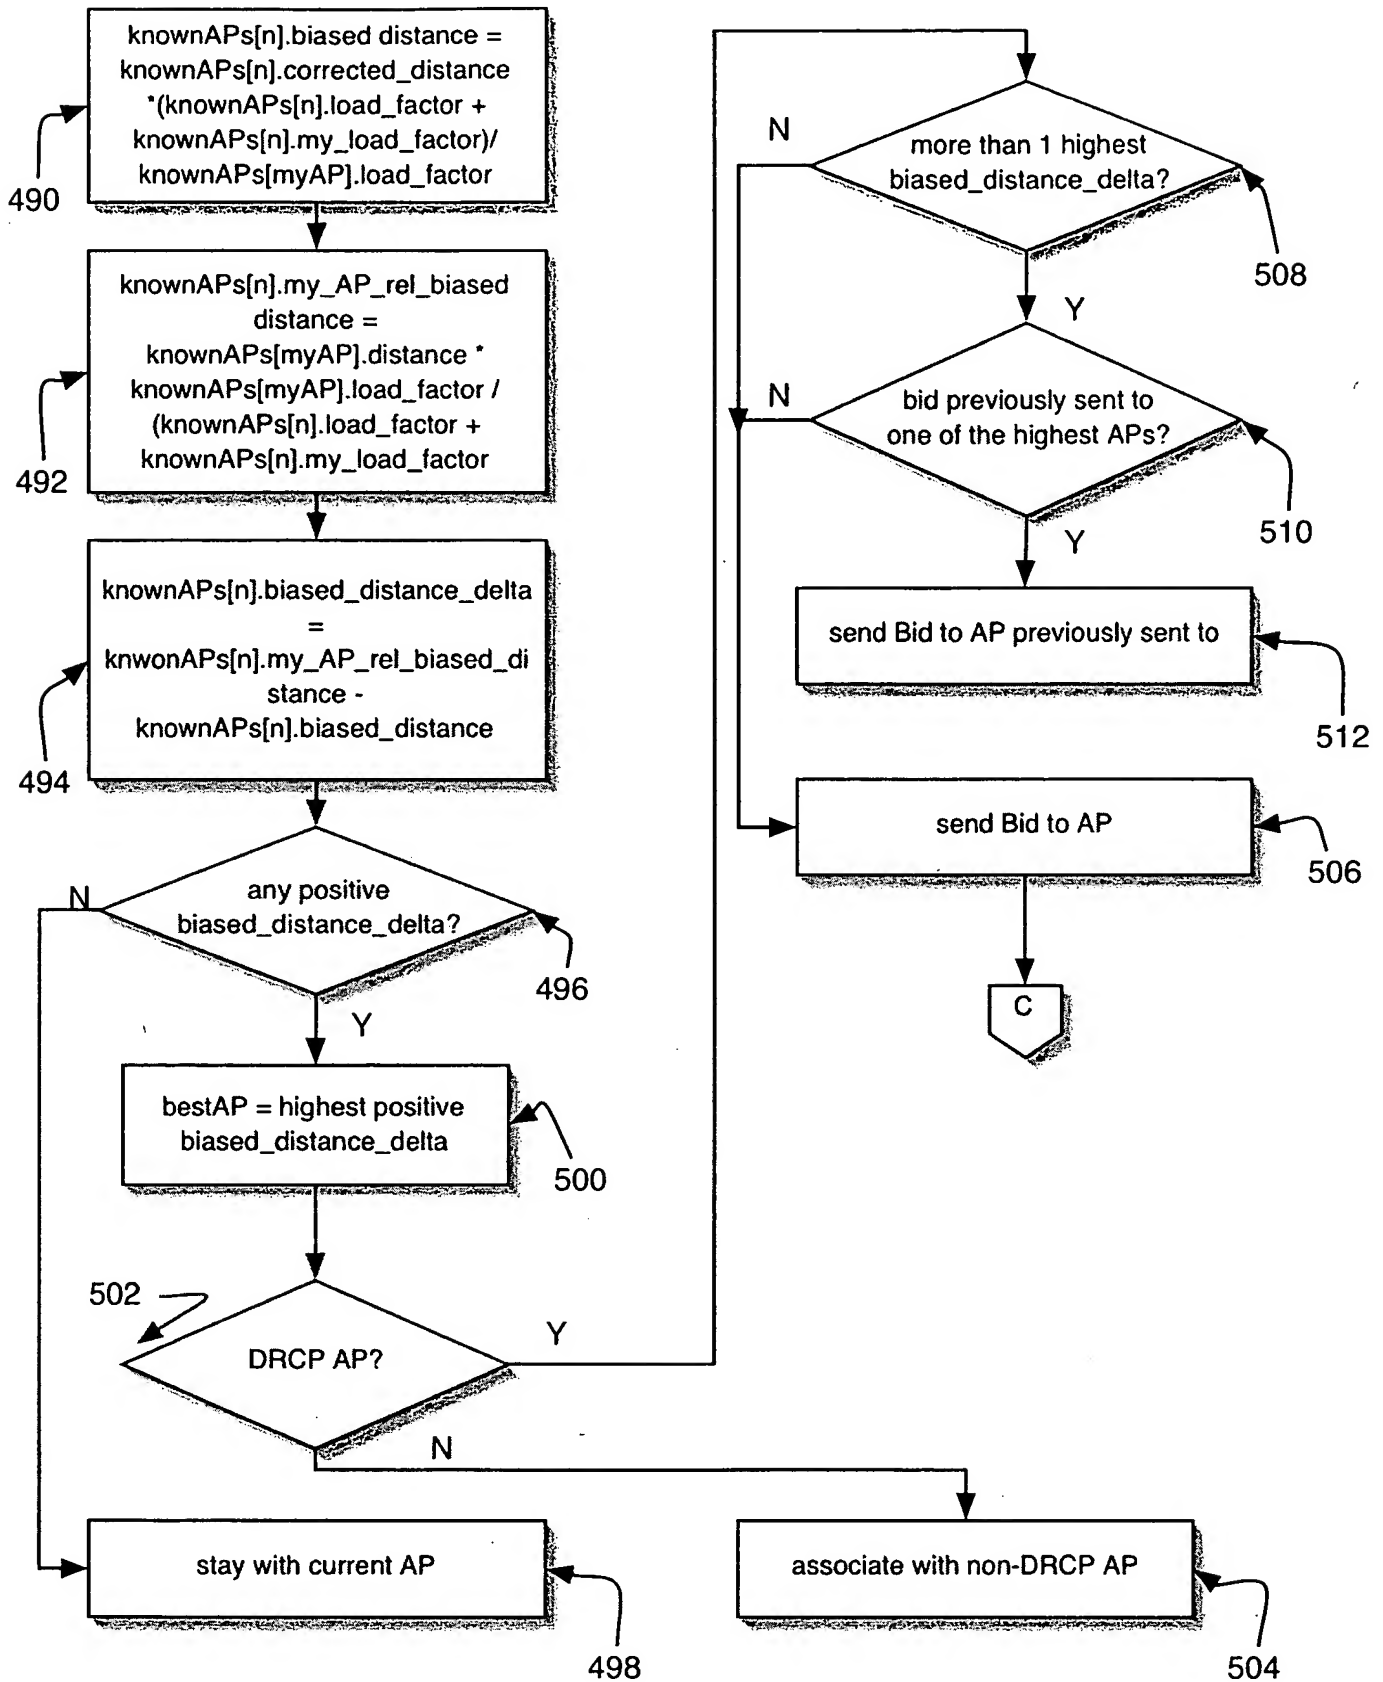 knownAPs[n].biased distance =
knownAPs[n].corrected_distance
*(knownAPs[n].load_factor +
knownAPs[n].my_load_factor)/
knownAPs[myAP].load_factor
490
knownAPs[n].my_AP_rel_biased
distance =
knownAPs[myAP].distance *
knownAPs[myAP].load_factor /
(knownAPs[n].load_factor +
knownAPs[n].my_load_factor
492
knownAPs[n].biased_distance_delta
=
knwonAPs[n].my_AP_rel_biased_di
stance -
knownAPs[n].biased_distance
494
any positive
biased_distance_delta?
N
496
Y
bestAP = highest positive
biased_distance_delta
500
502
DRCP AP?
Y
N
stay with current AP
498
associate with non-DRCP AP
504
more than 1 highest
biased_distance_delta?
N
508
Y
bid previously sent to
one of the highest APs?
N
510
Y
send Bid to AP previously sent to
512
send Bid to AP
506
C